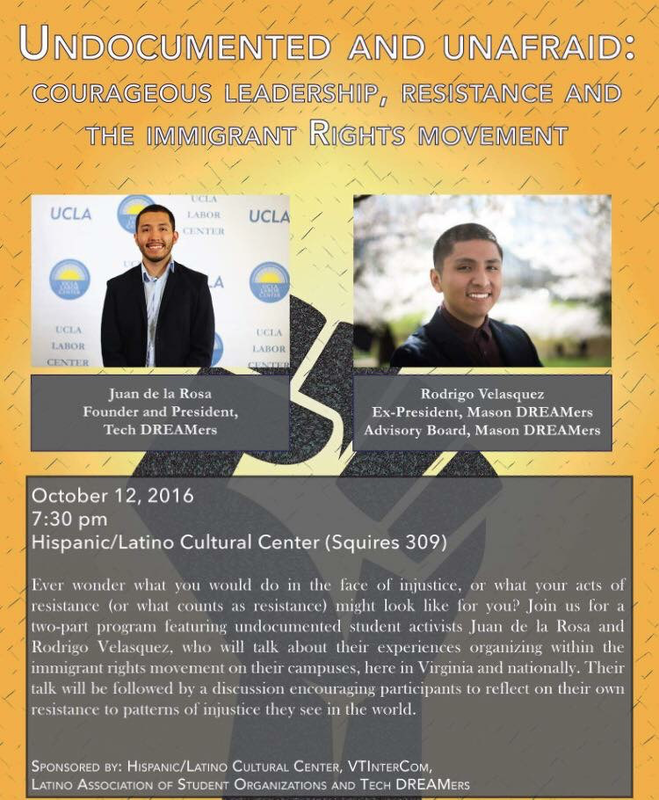 UNDOCUMENTED AND UNAFRAID:
COURAGEOUS LEADERSHIP, RESISTANCE AND
THE IMMIGRANT RIGHTS MOVEMENT
UCLA
UCLA
LABOR
CENTER
UCLA
UCLA
LABOR
CENTER
LA
UCLA
LABOR
CENTER
UCLA
LABOR
CENTER
Juan de la Rosa
Founder and President,
Tech DREAMers
Rodrigo Velasquez
Ex-President, Mason DREAMers
Advisory Board, Mason DREAMers
October 12, 2016
7:30 pm
Hispanic/Latino Cultural Center (Squires 309)
Ever wonder what you would do in the face of injustice, or what your acts of
resistance (or what counts as resistance) might look like for you? Join us for a
two-part program featuring undocumented student activists Juan de la Rosa and
Rodrigo Velasquez, who will talk about their experiences organizing within the
immigrant rights movement on their campuses, here in Virginia and nationally. Their
talk will be followed by a discussion encouraging participants to reflect on their own
resistance to patterns of injustice they see in the world.
SPONSORED BY: HISPANIC/LATINO CULTURAL CENTER, VTINTERCOM,
LATINO ASSOCIATION OF STUDENT ORGANIZATIONS AND TECH DREAMERS